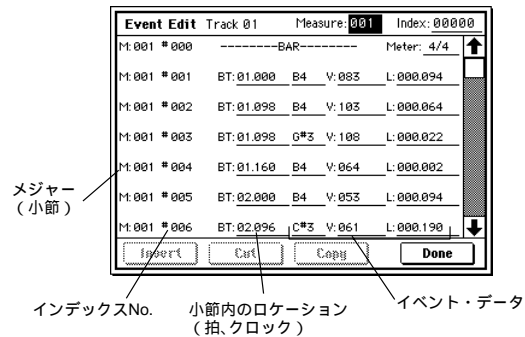 Event Edit Track 01 Measure: 001 Index: 00000
M: 001 #000 --------BAR-------- Meter: 4/4
M: 001 #001 BT: 01.000 B4 V: 083 L: 000.094
M: 001 #002 BT: 01.098 B4 V: 103 L: 000.064
M: 001 #003 BT: 01.098 G#3 V: 108 L: 000.022
M: 001 #004 BT: 01.160 B4 V: 064 L: 000.002
M: 001 #005 BT: 02.000 B4 V: 053 L: 000.094
M: 001 #006 BT: 02.096 C#3 V: 061 L: 000.190
Insert Cut Copy Done
メジャー
（小節）
インデックスNo.
小節内のロケーション
（拍、クロック）
イベント・データ